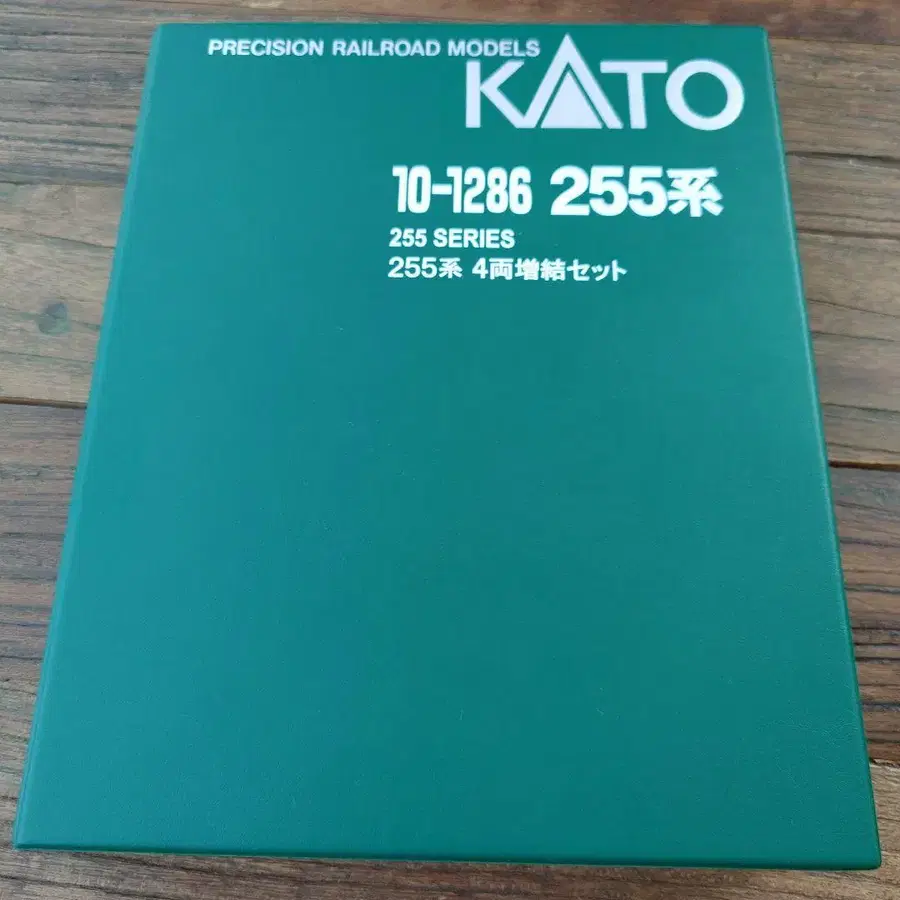 PRECISION RAILROAD MODELS
KATO
10-1286 255系
255 SERIES
255系 4両増結セット